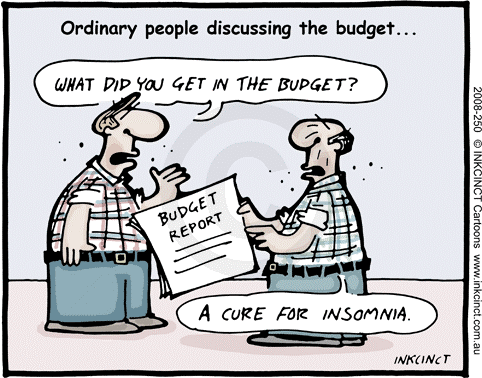 Ordinary people discussing the budget...
WHAT DID YOU GET IN THE BUDGET?
BUDGET
REPORT
A CURE FOR INSOMNIA.
INKCINCT
2008-250 © INKCINCT Cartoons www.inkcinct.com.au